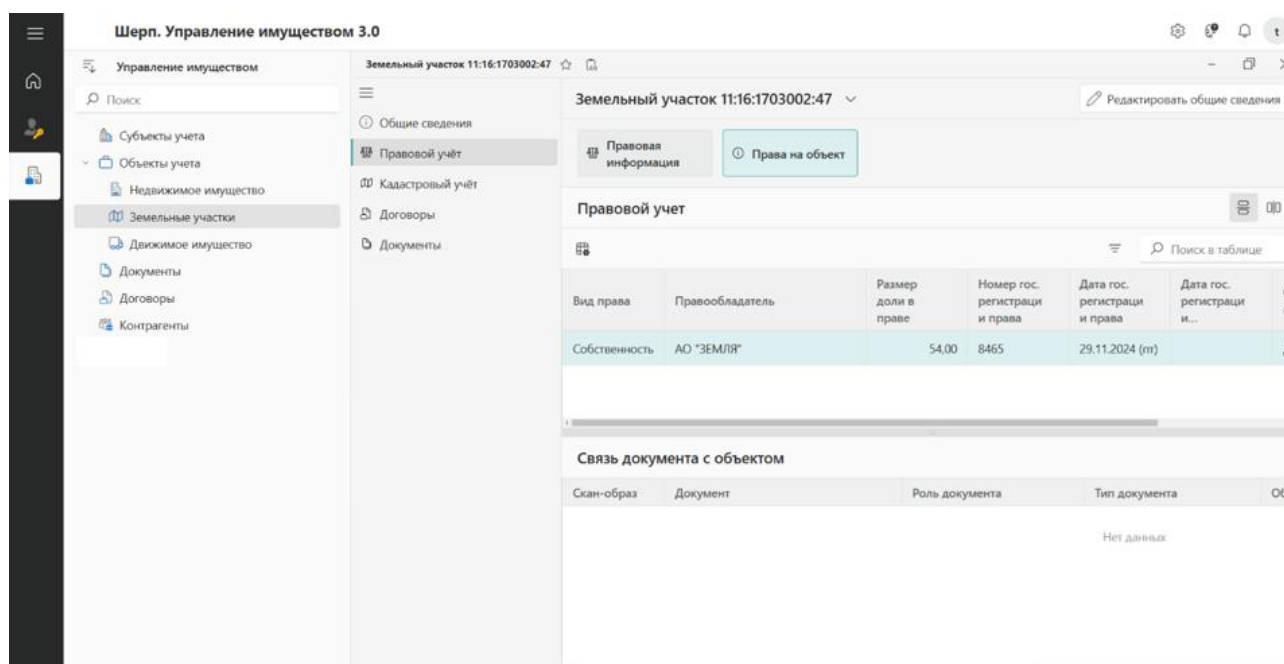 Шерп. Управление имуществом 3.0
t
Управление имуществом
Поиск
Субъекты учета
Объекты учета
Недвижимое имущество
Земельные участки
Движимое имущество
Документы
Договоры
Контрагенты
Земельный участок 11:16:1703002:47
Общие сведения
Правовой учёт
Кадастровый учёт
Договоры
Документы
Земельный участок 11:16:1703002:47
Редактировать общие сведения
Правовая
информация
Права на объект
Правовой учет
Поиск в таблице
Вид права
Правообладатель
Размер
доли в
праве
Номер гос.
регистраци
и права
Дата гос.
регистраци
и права
Дата гос.
регистраци
и...
Собственность
АО "ЗЕМЛЯ"
54,00
8465
29.11.2024 (пт)
Связь документа с объектом
Скан-образ
Документ
Роль документа
Тип документа
Нет данных